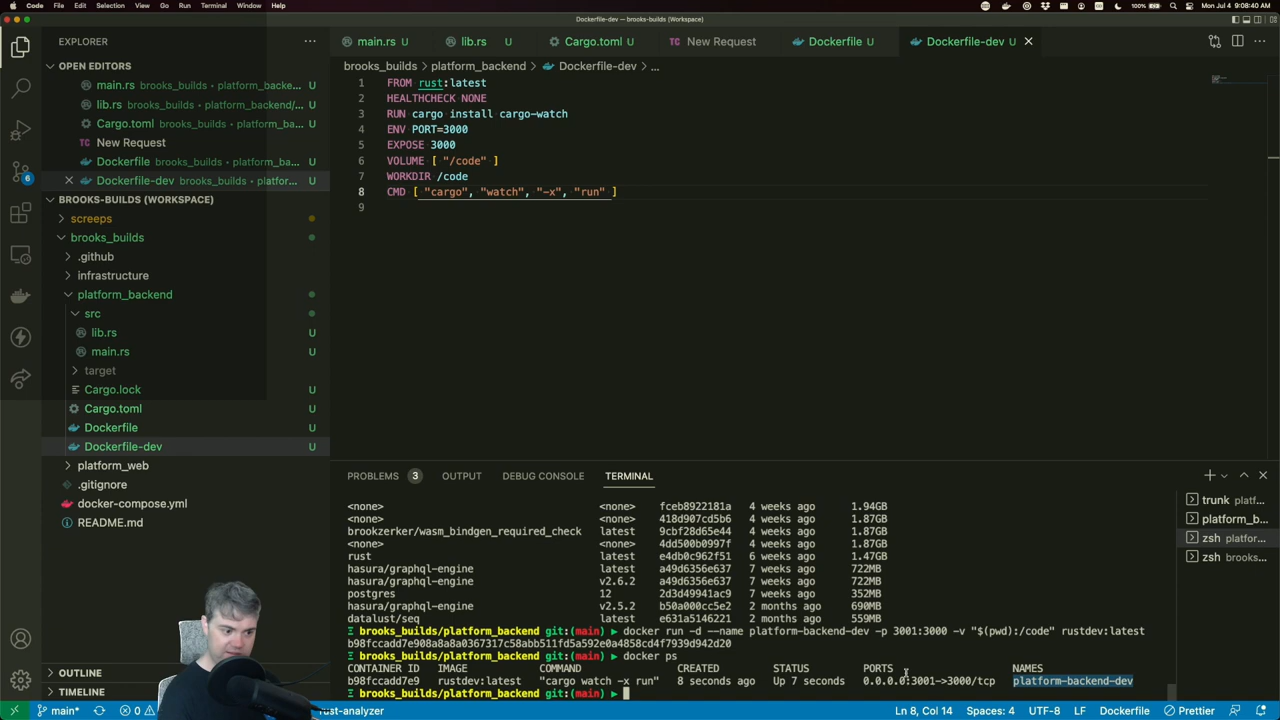 Code File Edit Selection View Go Run Terminal Window Help
100% Mon Jul 4 9:08:40 AM
Dockerfile-dev — brooks-builds (Workspace)
EXPLORER
main.rs U lib.rs U Cargo.toml U New Request Dockerfile U Dockerfile-dev U
OPEN EDITORS
brooks_builds › platform_backend › Dockerfile-dev › ...
main.rs brooks_builds • platform_backe... U
lib.rs brooks_builds • platform_backend/... U
Cargo.toml brooks_builds • platform_ba... U
New Request
Dockerfile brooks_builds • platform_ba... U
Dockerfile-dev brooks_builds • platfor... U
BROOKS-BUILDS (WORKSPACE)
screeps
brooks_builds
.github
infrastructure
platform_backend
src
lib.rs U
main.rs U
target
Cargo.lock U
Cargo.toml U
Dockerfile U
Dockerfile-dev U
platform_web
.gitignore
docker-compose.yml
README.md
OUTLINE
TIMELINE
6
1 FROM rust:latest
2 HEALTHCHECK NONE
3 RUN cargo install cargo-watch
4 ENV PORT=3000
5 EXPOSE 3000
6 VOLUME [ "/code" ]
7 WORKDIR /code
8 CMD [ "cargo", "watch", "-x", "run" ]
9
PROBLEMS 3 OUTPUT DEBUG CONSOLE TERMINAL
<none> <none> fceb8922181a 4 weeks ago 1.94GB
<none> <none> 418d907cd5b6 4 weeks ago 1.87GB
brookzerker/wasm_bindgen_required_check latest 9cbf28d65e44 4 weeks ago 1.87GB
<none> <none> 4dd500b0997f 4 weeks ago 1.87GB
rust latest e4db0c962f51 6 weeks ago 1.47GB
hasura/graphql-engine latest a49d6356e637 7 weeks ago 722MB
hasura/graphql-engine v2.6.2 a49d6356e637 7 weeks ago 722MB
postgres 12 2d3d49941ac9 7 weeks ago 352MB
hasura/graphql-engine v2.5.2 b50a000cc5e2 2 months ago 690MB
datalust/seq latest e631a5146221 2 months ago 559MB
brooks_builds/platform_backend git:(main) docker run -d --name platform-backend-dev -p 3001:3000 -v "$(pwd):/code" rustdev:latest
b98fccadd7e908a8a8a0367317c58abb511fd5a592e0a4858cd4f7939d942d20
brooks_builds/platform_backend git:(main) docker ps
CONTAINER ID IMAGE COMMAND CREATED STATUS PORTS NAMES
b98fccadd7e9 rustdev:latest "cargo watch -x run" 8 seconds ago Up 7 seconds 0.0.0.0:3001->3000/tcp platform-backend-dev
brooks_builds/platform_backend git:(main)
trunk platf...
platform_b...
zsh platfor...
zsh brooks...
main* 0 1 rust-analyzer Ln 8, Col 14 Spaces: 4 UTF-8 LF Dockerfile Prettier